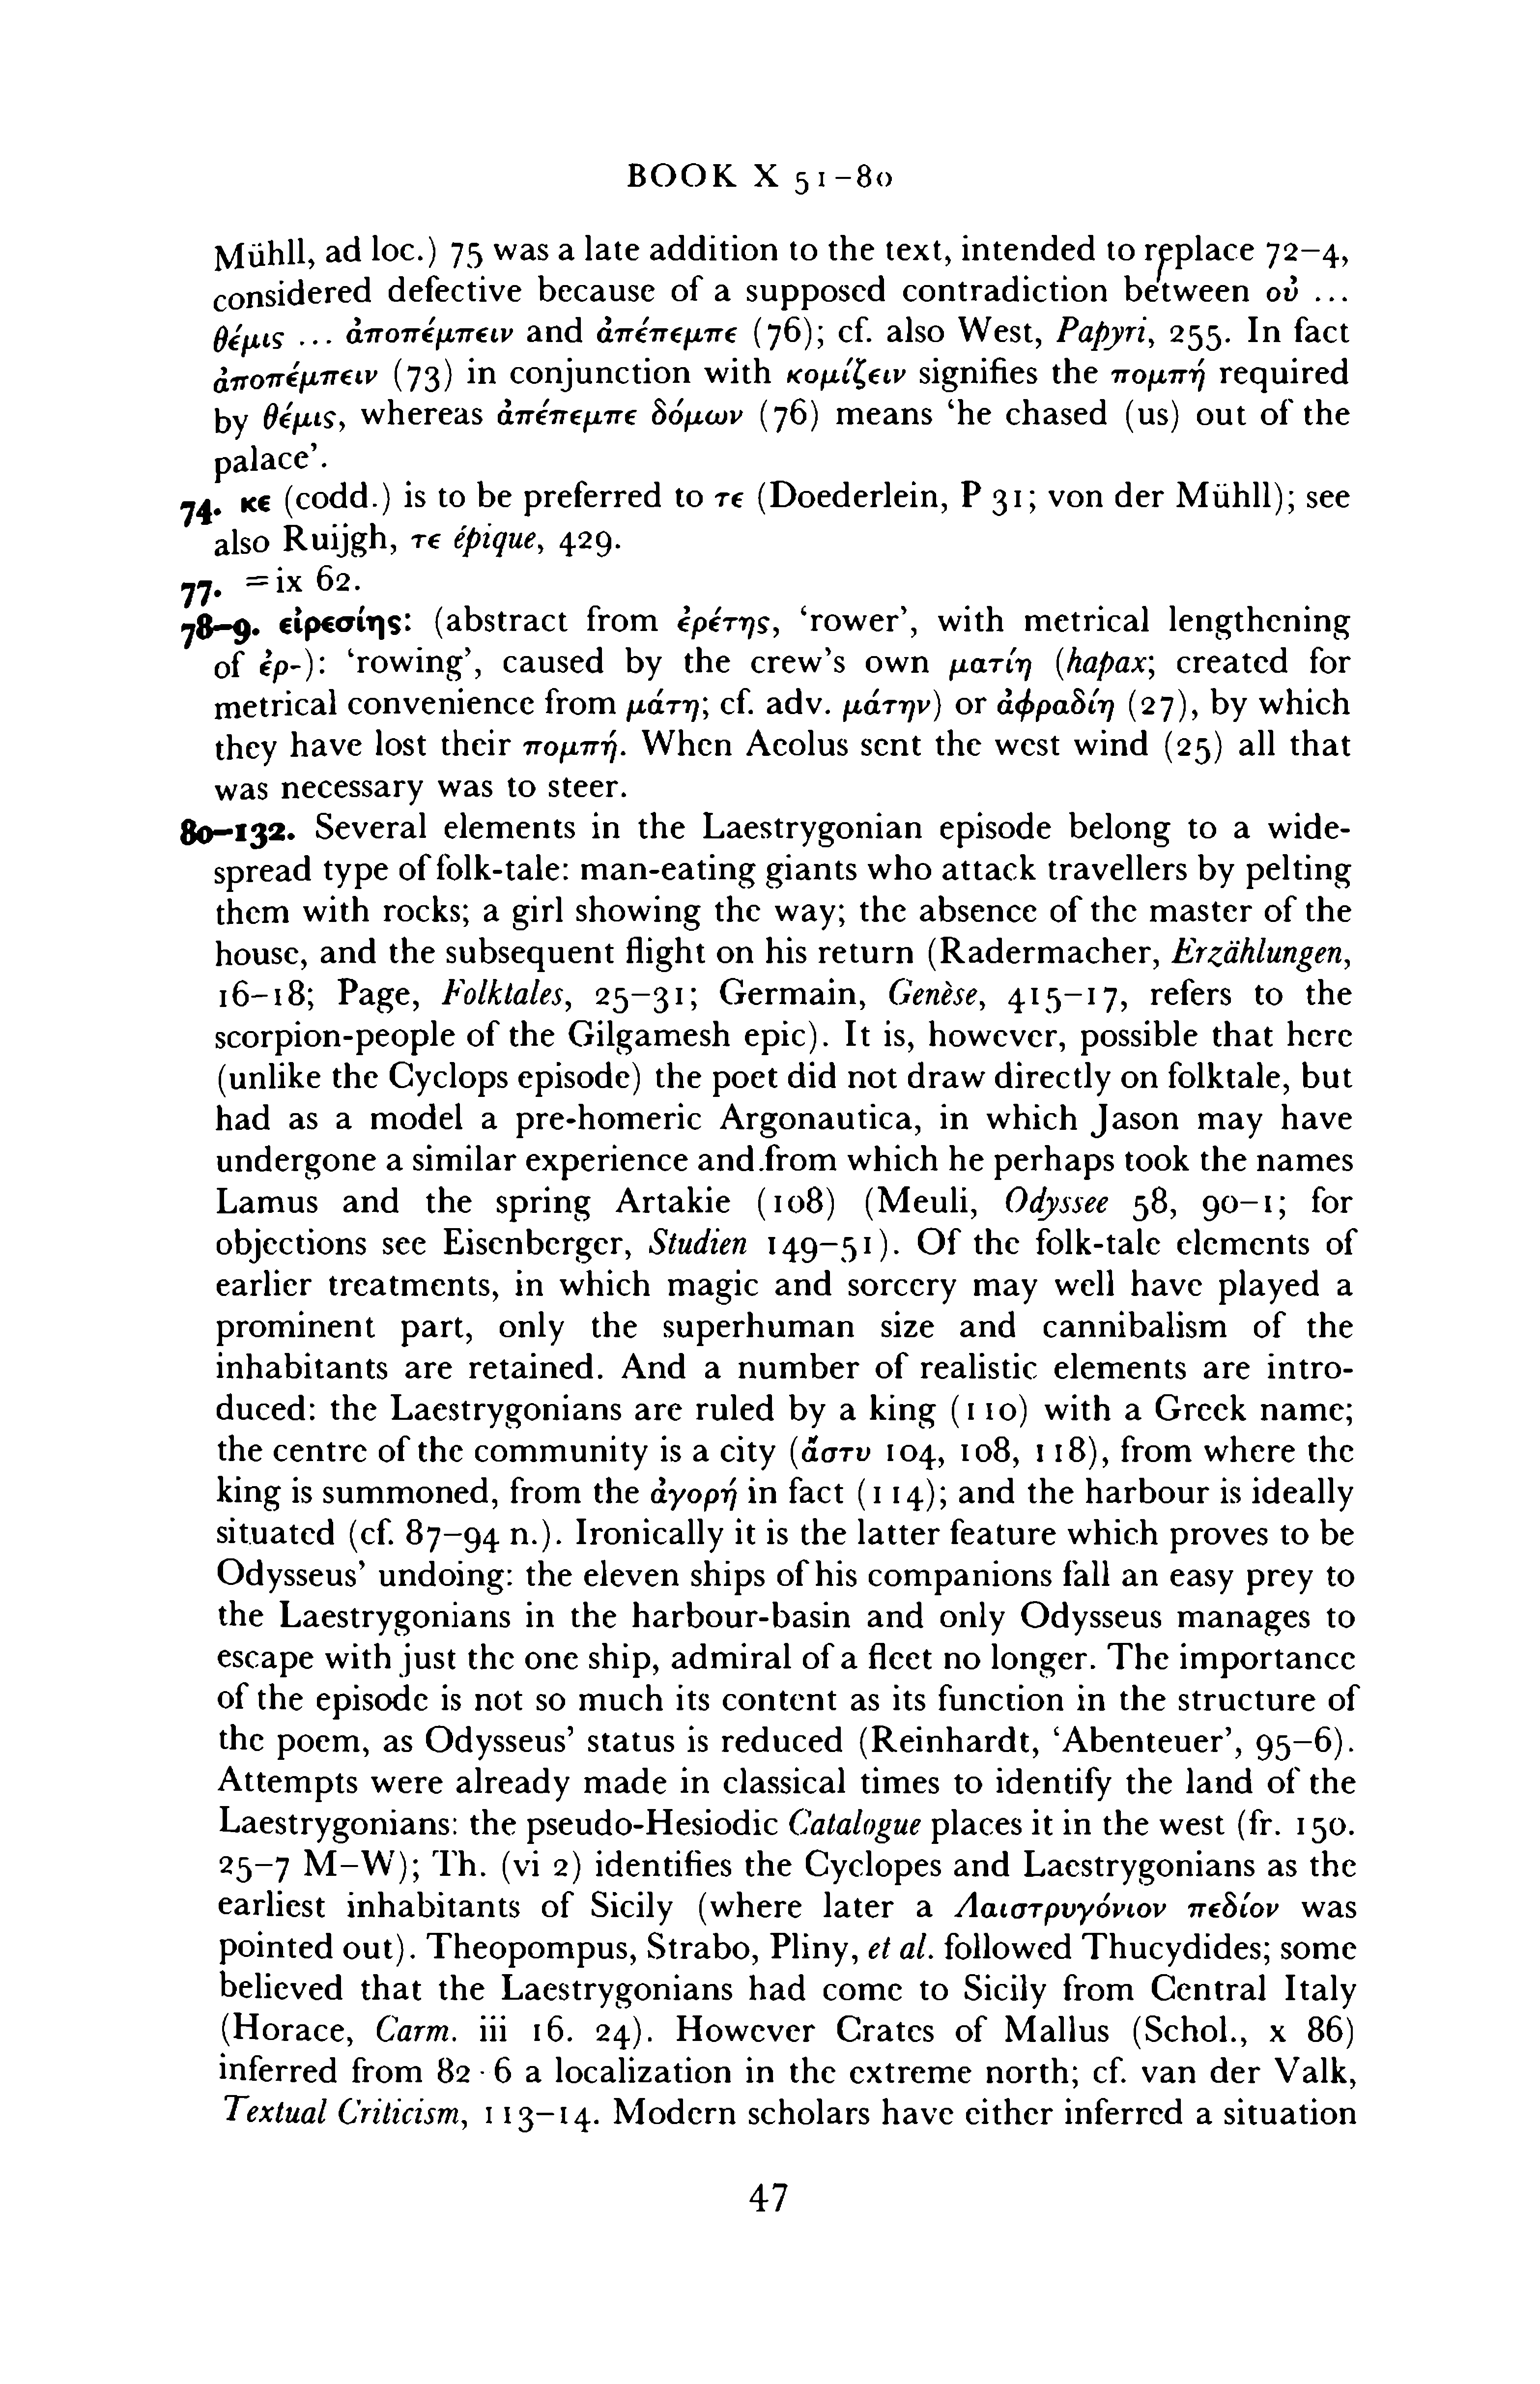 BOOK X 51–80
Mühll, ad loc.) 75 was a late addition to the text, intended to replace 72–4,
considered defective because of a supposed contradiction between οὐ ...
θέμις ... ἀποπέμπειν and ἀπέπεμπε (76); cf. also West, Papyri, 255. In fact
ἀποπέμπειν (73) in conjunction with κομίζειν signifies the πομπή required
by θέμις, whereas ἀπέπεμπε δόμων (76) means ‘he chased (us) out of the
palace’.
74. κε (codd.) is to be preferred to τε (Doederlein, P 31; von der Mühll); see
also Ruijgh, τε épique, 429.
77. =ix 62.
78–9. εἰρεσίης: (abstract from ἐρέτης, ‘rower’, with metrical lengthening
of ἐρ-): ‘rowing’, caused by the crew’s own ματίη (hapax; created for
metrical convenience from μάτη; cf. adv. μάτην) or ἀφραδίη (27), by which
they have lost their πομπή. When Aeolus sent the west wind (25) all that
was necessary was to steer.
80–132. Several elements in the Laestrygonian episode belong to a wide-
spread type of folk-tale: man-eating giants who attack travellers by pelting
them with rocks; a girl showing the way; the absence of the master of the
house, and the subsequent flight on his return (Radermacher, Erzählungen,
16–18; Page, Folktales, 25–31; Germain, Genèse, 415–17, refers to the
scorpion-people of the Gilgamesh epic). It is, however, possible that here
(unlike the Cyclops episode) the poet did not draw directly on folktale, but
had as a model a pre-homeric Argonautica, in which Jason may have
undergone a similar experience and from which he perhaps took the names
Lamus and the spring Artakie (108) (Meuli, Odyssee 58, 90–1; for
objections see Eisenberger, Studien 149–51). Of the folk-tale elements of
earlier treatments, in which magic and sorcery may well have played a
prominent part, only the superhuman size and cannibalism of the
inhabitants are retained. And a number of realistic elements are intro-
duced: the Laestrygonians are ruled by a king (110) with a Greek name;
the centre of the community is a city (ἄστυ 104, 108, 118), from where the
king is summoned, from the ἀγορή in fact (114); and the harbour is ideally
situated (cf. 87–94 n.). Ironically it is the latter feature which proves to be
Odysseus’ undoing: the eleven ships of his companions fall an easy prey to
the Laestrygonians in the harbour-basin and only Odysseus manages to
escape with just the one ship, admiral of a fleet no longer. The importance
of the episode is not so much its content as its function in the structure of
the poem, as Odysseus’ status is reduced (Reinhardt, ‘Abenteuer’, 95–6).
Attempts were already made in classical times to identify the land of the
Laestrygonians: the pseudo-Hesiodic Catalogue places it in the west (fr. 150.
25–7 M–W); Th. (vi 2) identifies the Cyclopes and Laestrygonians as the
earliest inhabitants of Sicily (where later a Λαιστρυγόνιον πεδίον was
pointed out). Theopompus, Strabo, Pliny, et al. followed Thucydides; some
believed that the Laestrygonians had come to Sicily from Central Italy
(Horace, Carm. iii 16. 24). However Crates of Mallus (Schol., x 86)
inferred from 82–6 a localization in the extreme north; cf. van der Valk,
Textual Criticism, 113–14. Modern scholars have either inferred a situation
47